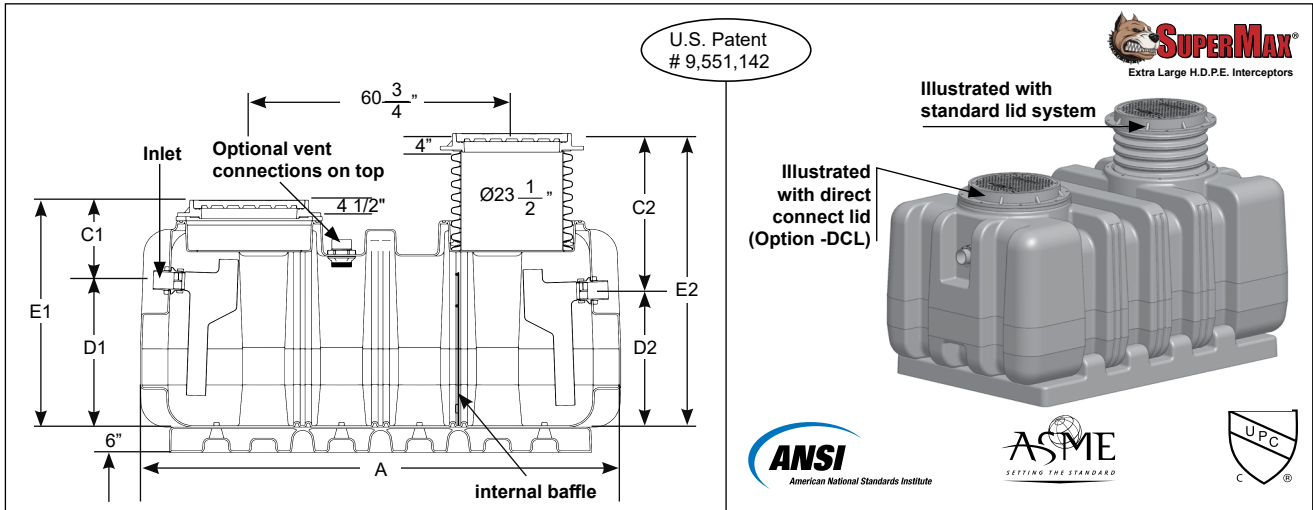 U.S. Patent
# 9,551,142
SUPERMAX®
Extra Large H.D.P.E. Interceptors
60 3/4"
Inlet
Optional vent
connections on top
4"
4 1/2"
Ø23 1/2"
C1
C2
E1
D1
E2
D2
6"
A
internal baffle
Illustrated with
standard lid system
Illustrated
with direct
connect lid
(Option -DCL)
ANSI
American National Standards Institute
ASME
SETTING THE STANDARD
UPC
C ®